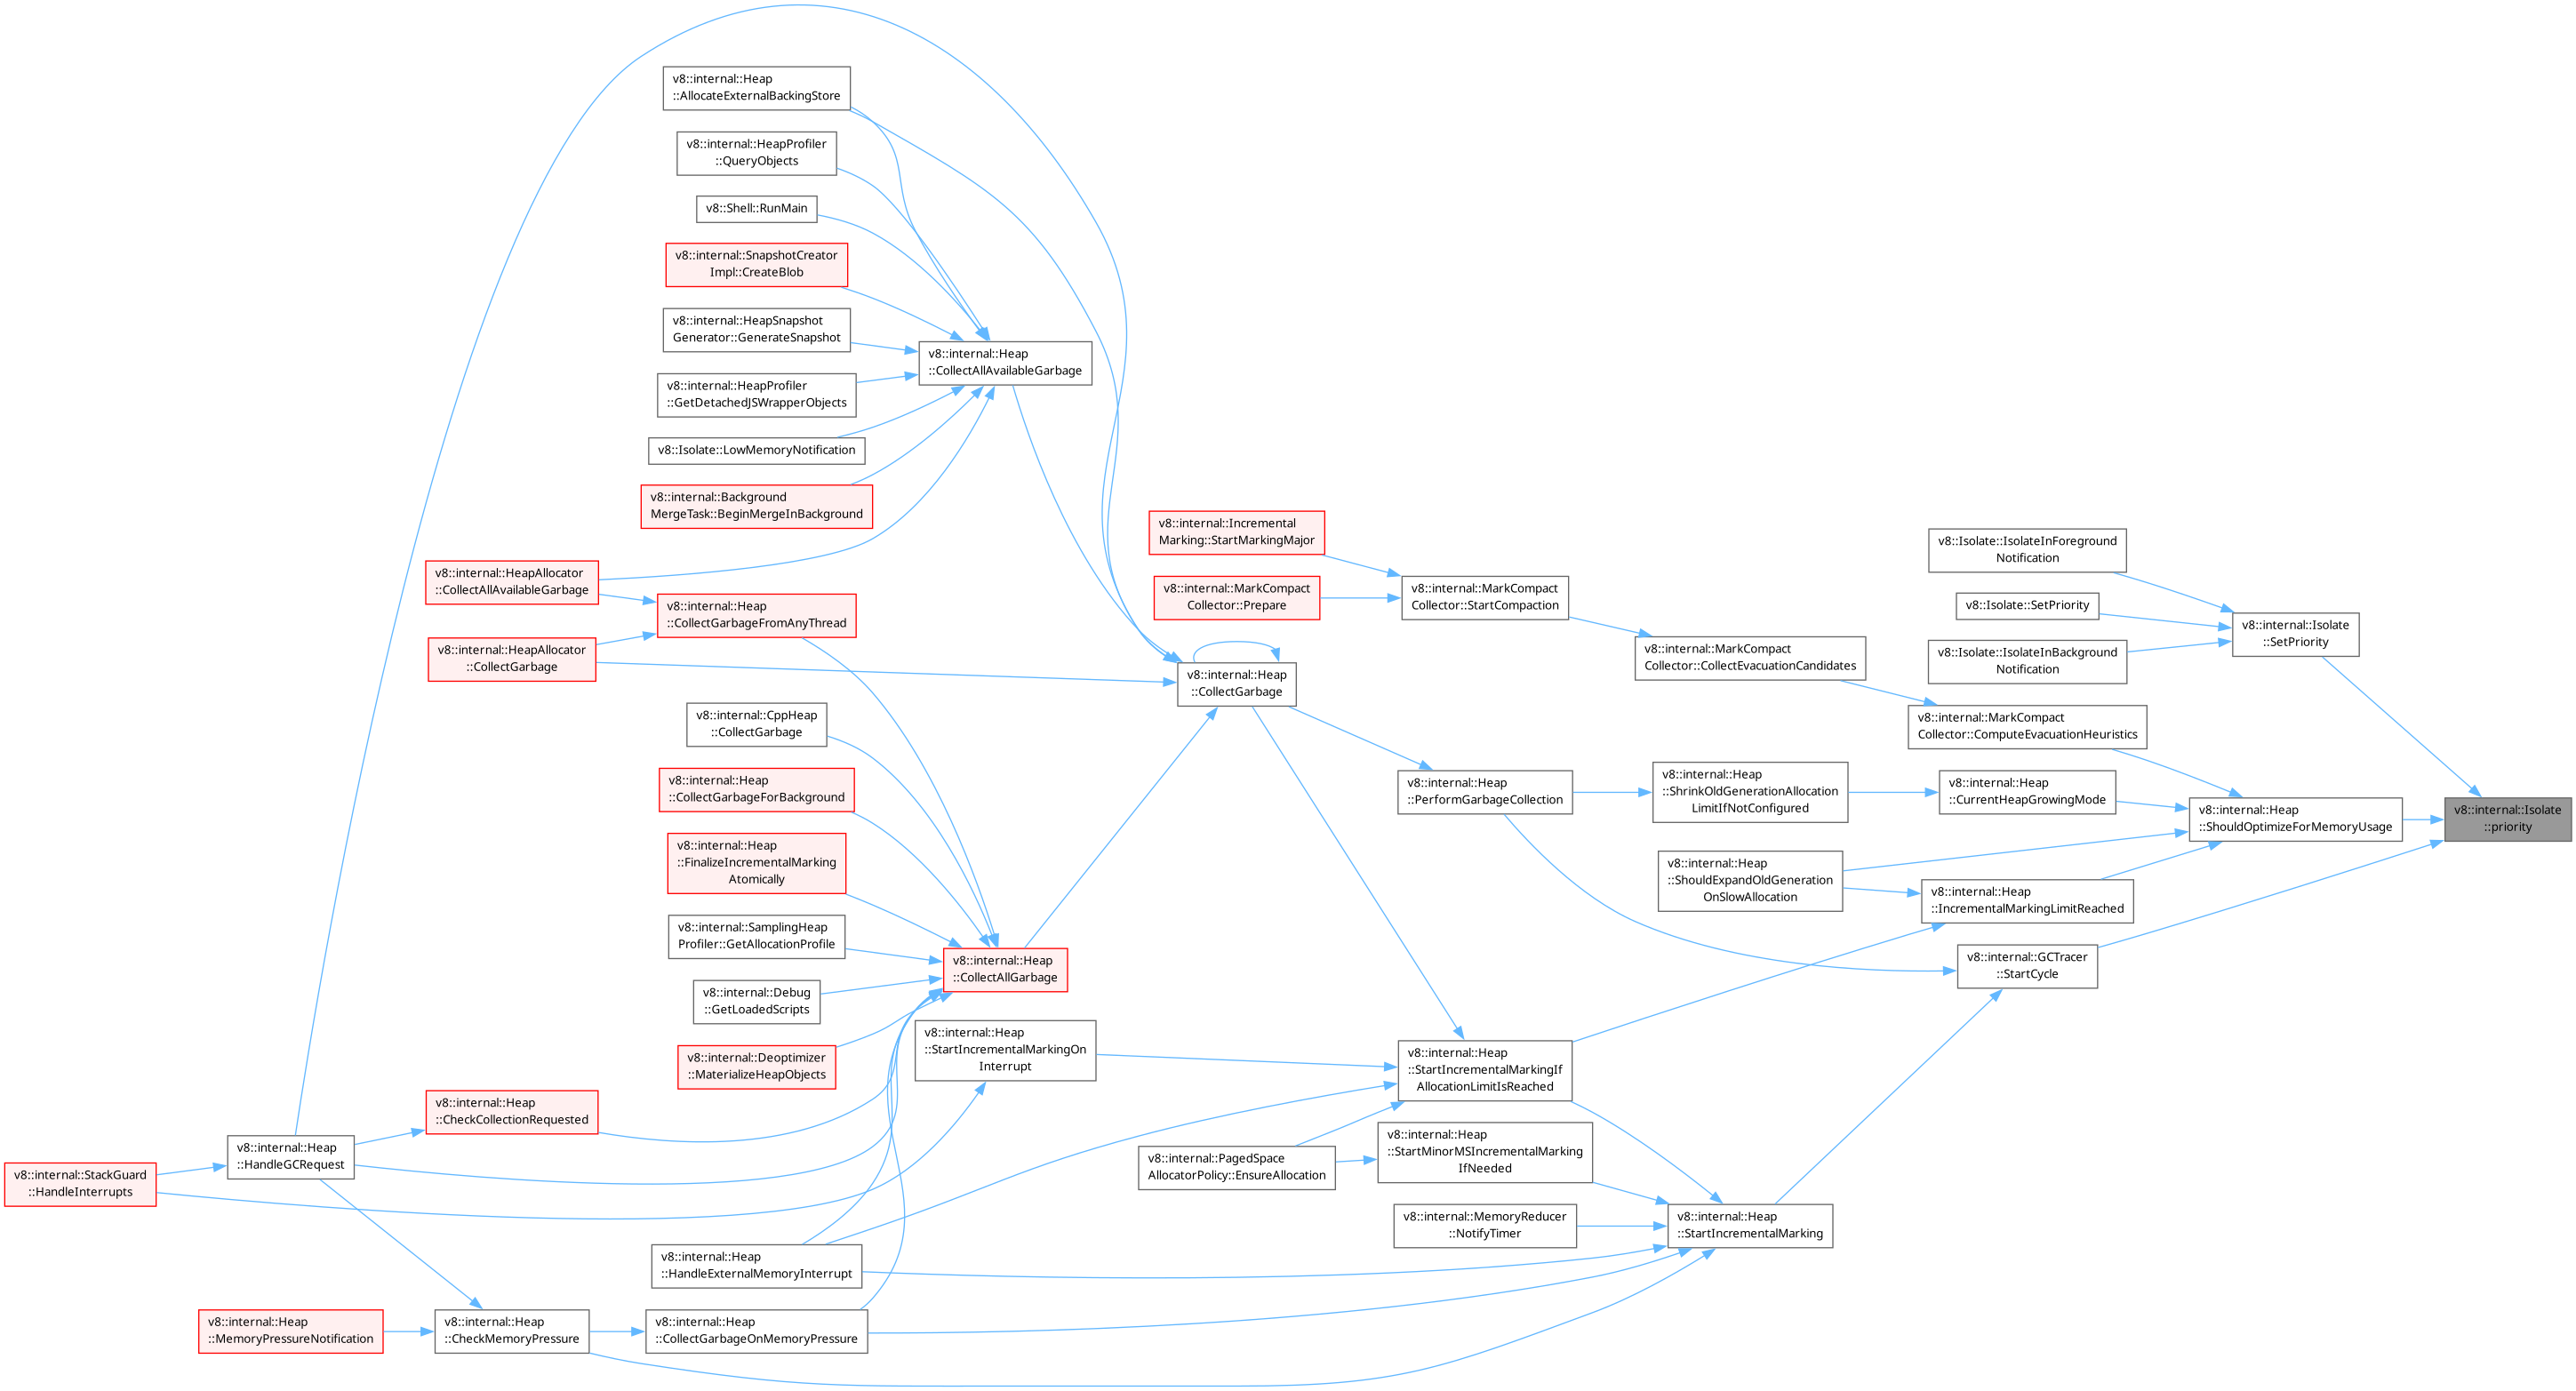 v8::internal::Heap
::AllocateExternalBackingStore
v8::internal::HeapProfiler
::QueryObjects
v8::Shell::RunMain
v8::internal::SnapshotCreator
Impl::CreateBlob
v8::internal::HeapSnapshot
Generator::GenerateSnapshot
v8::internal::HeapProfiler
::GetDetachedJSWrapperObjects
v8::Isolate::LowMemoryNotification
v8::internal::Background
MergeTask::BeginMergeInBackground
v8::internal::Heap
::CollectAllAvailableGarbage
v8::internal::HeapAllocator
::CollectAllAvailableGarbage
v8::internal::Heap
::CollectGarbageFromAnyThread
v8::internal::HeapAllocator
::CollectGarbage
v8::internal::CppHeap
::CollectGarbage
v8::internal::Heap
::CollectGarbageForBackground
v8::internal::Heap
::FinalizeIncrementalMarking
Atomically
v8::internal::SamplingHeap
Profiler::GetAllocationProfile
v8::internal::Debug
::GetLoadedScripts
v8::internal::Deoptimizer
::MaterializeHeapObjects
v8::internal::Heap
::CheckCollectionRequested
v8::internal::Heap
::HandleGCRequest
v8::internal::StackGuard
::HandleInterrupts
v8::internal::Heap
::MemoryPressureNotification
v8::internal::Heap
::CheckMemoryPressure
v8::internal::Heap
::CollectGarbageOnMemoryPressure
v8::internal::Heap
::HandleExternalMemoryInterrupt
v8::internal::Heap
::CollectAllGarbage
v8::internal::Heap
::StartIncrementalMarkingOn
Interrupt
v8::internal::Incremental
Marking::StartMarkingMajor
v8::internal::MarkCompact
Collector::Prepare
v8::internal::Heap
::CollectGarbage
v8::internal::MarkCompact
Collector::StartCompaction
v8::internal::MarkCompact
Collector::CollectEvacuationCandidates
v8::internal::Heap
::PerformGarbageCollection
v8::internal::Heap
::ShrinkOldGenerationAllocation
LimitIfNotConfigured
v8::internal::Heap
::ShouldExpandOldGeneration
OnSlowAllocation
v8::internal::Heap
::StartIncrementalMarkingIf
AllocationLimitIsReached
v8::internal::PagedSpace
AllocatorPolicy::EnsureAllocation
v8::internal::Heap
::StartMinorMSIncrementalMarking
IfNeeded
v8::internal::MemoryReducer
::NotifyTimer
v8::internal::Heap
::StartIncrementalMarking
v8::Isolate::IsolateInForeground
Notification
v8::Isolate::SetPriority
v8::Isolate::IsolateInBackground
Notification
v8::internal::MarkCompact
Collector::ComputeEvacuationHeuristics
v8::internal::Heap
::CurrentHeapGrowingMode
v8::internal::Heap
::IncrementalMarkingLimitReached
v8::internal::GCTracer
::StartCycle
v8::internal::Isolate
::SetPriority
v8::internal::Heap
::ShouldOptimizeForMemoryUsage
v8::internal::Isolate
::priority